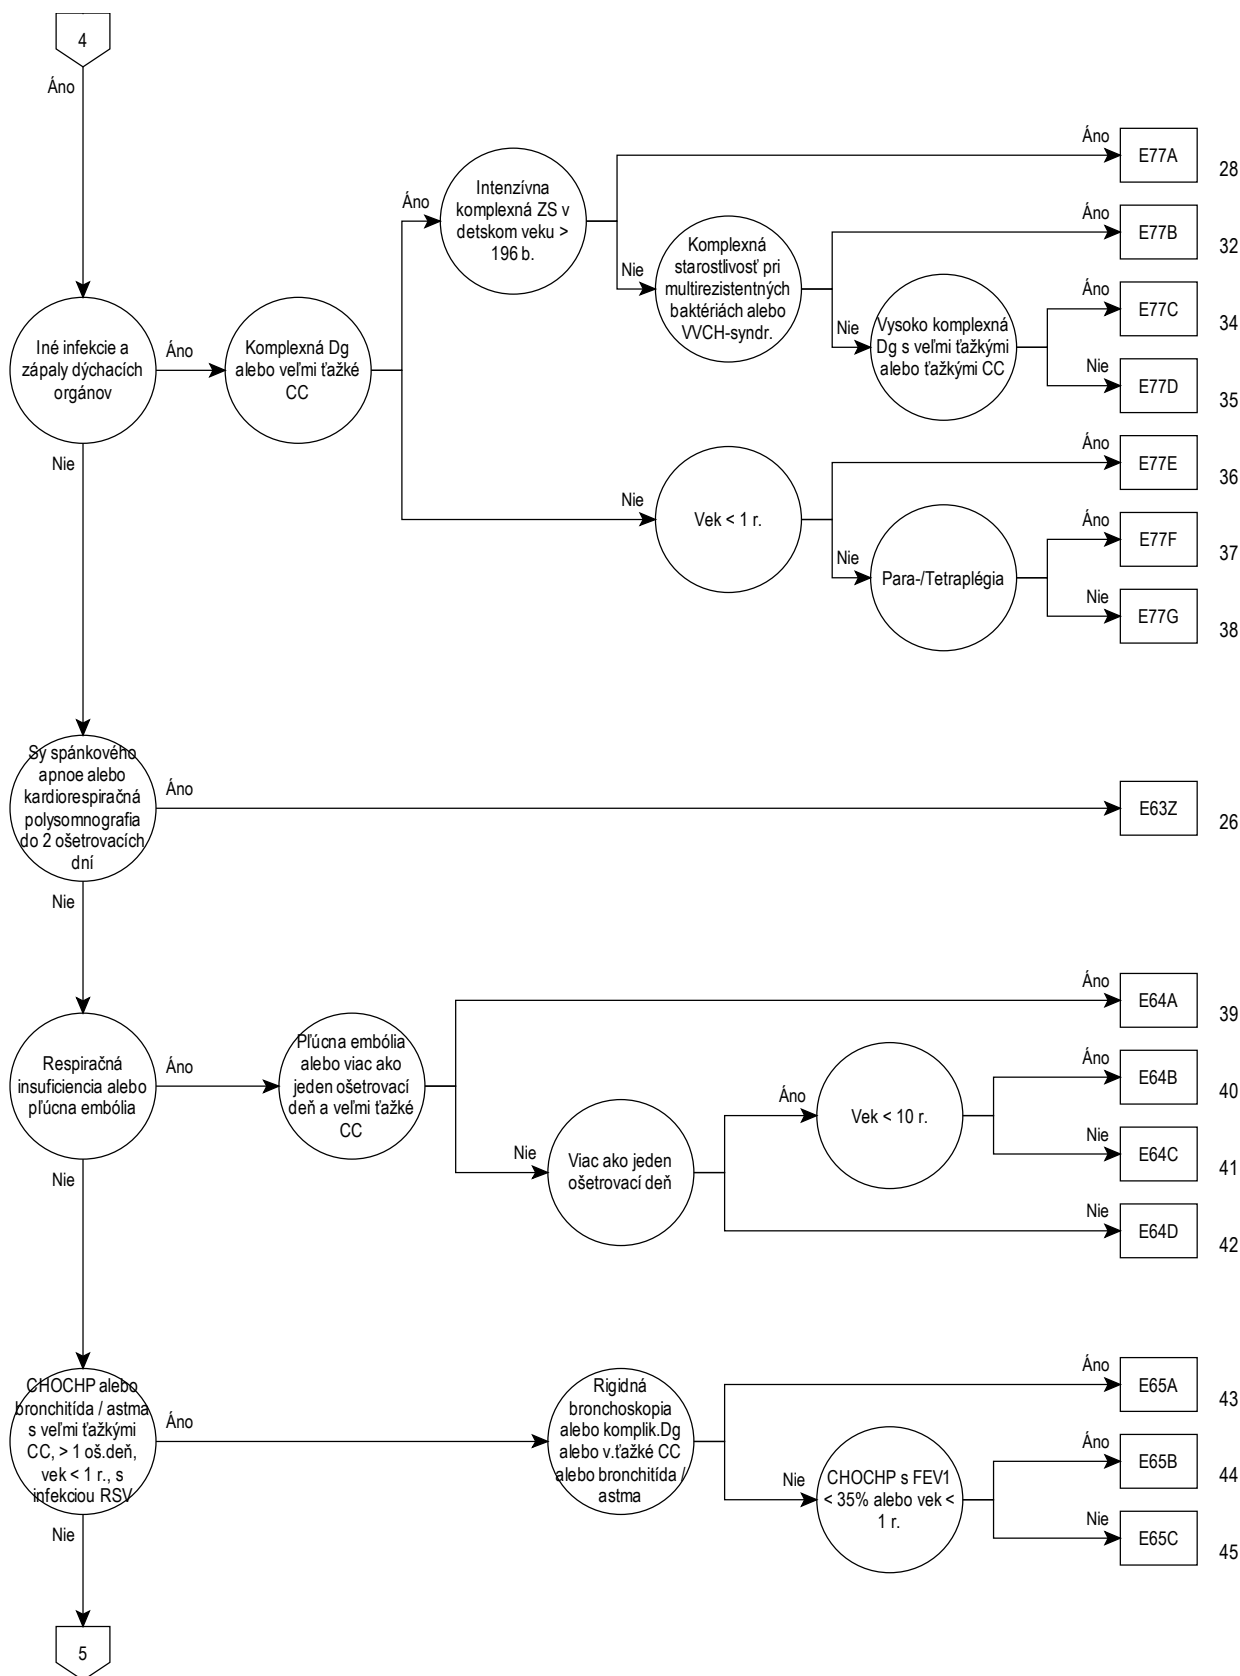 4
Áno
Iné infekcie a
zápaly dýchacích
orgánov
Áno
Komplexná Dg
alebo veľmi ťažké
CC
Áno
Intenzívna
komplexná ZS v
detskom veku >
196 b.
Áno
E77A
28
Nie
Komplexná
starostlivosť pri
multirezistentných
baktériách alebo
VVCH-syndr.
Áno
E77B
32
Nie
Vysoko komplexná
Dg s veľmi ťažkými
alebo ťažkými CC
Áno
E77C
34
Nie
E77D
35
Nie
Vek < 1 r.
Áno
E77E
36
Nie
Para-/Tetraplégia
Áno
E77F
37
Nie
E77G
38
Nie
Sy spánkového
apnoe alebo
kardiorespiračná
polysomnografia
do 2 ošetrovacích
dní
Áno
E63Z
26
Nie
Respiračná
insuficiencia alebo
pľúcna embólia
Áno
Pľúcna embólia
alebo viac ako
jeden ošetrovací
deň a veľmi ťažké
CC
Áno
E64A
39
Nie
Viac ako jeden
ošetrovací deň
Áno
Vek < 10 r.
Áno
E64B
40
Nie
E64C
41
Nie
E64D
42
Nie
CHOCHP alebo
bronchitída / astma
s veľmi ťažkými
CC, > 1 oš.deň,
vek < 1 r., s
infekciou RSV
Áno
Rigidná
bronchoskopia
alebo komplik.Dg
alebo v.ťažké CC
alebo bronchitída /
astma
Áno
E65A
43
Nie
CHOCHP s FEV1
< 35% alebo vek <
1 r.
Áno
E65B
44
Nie
E65C
45
Nie
5